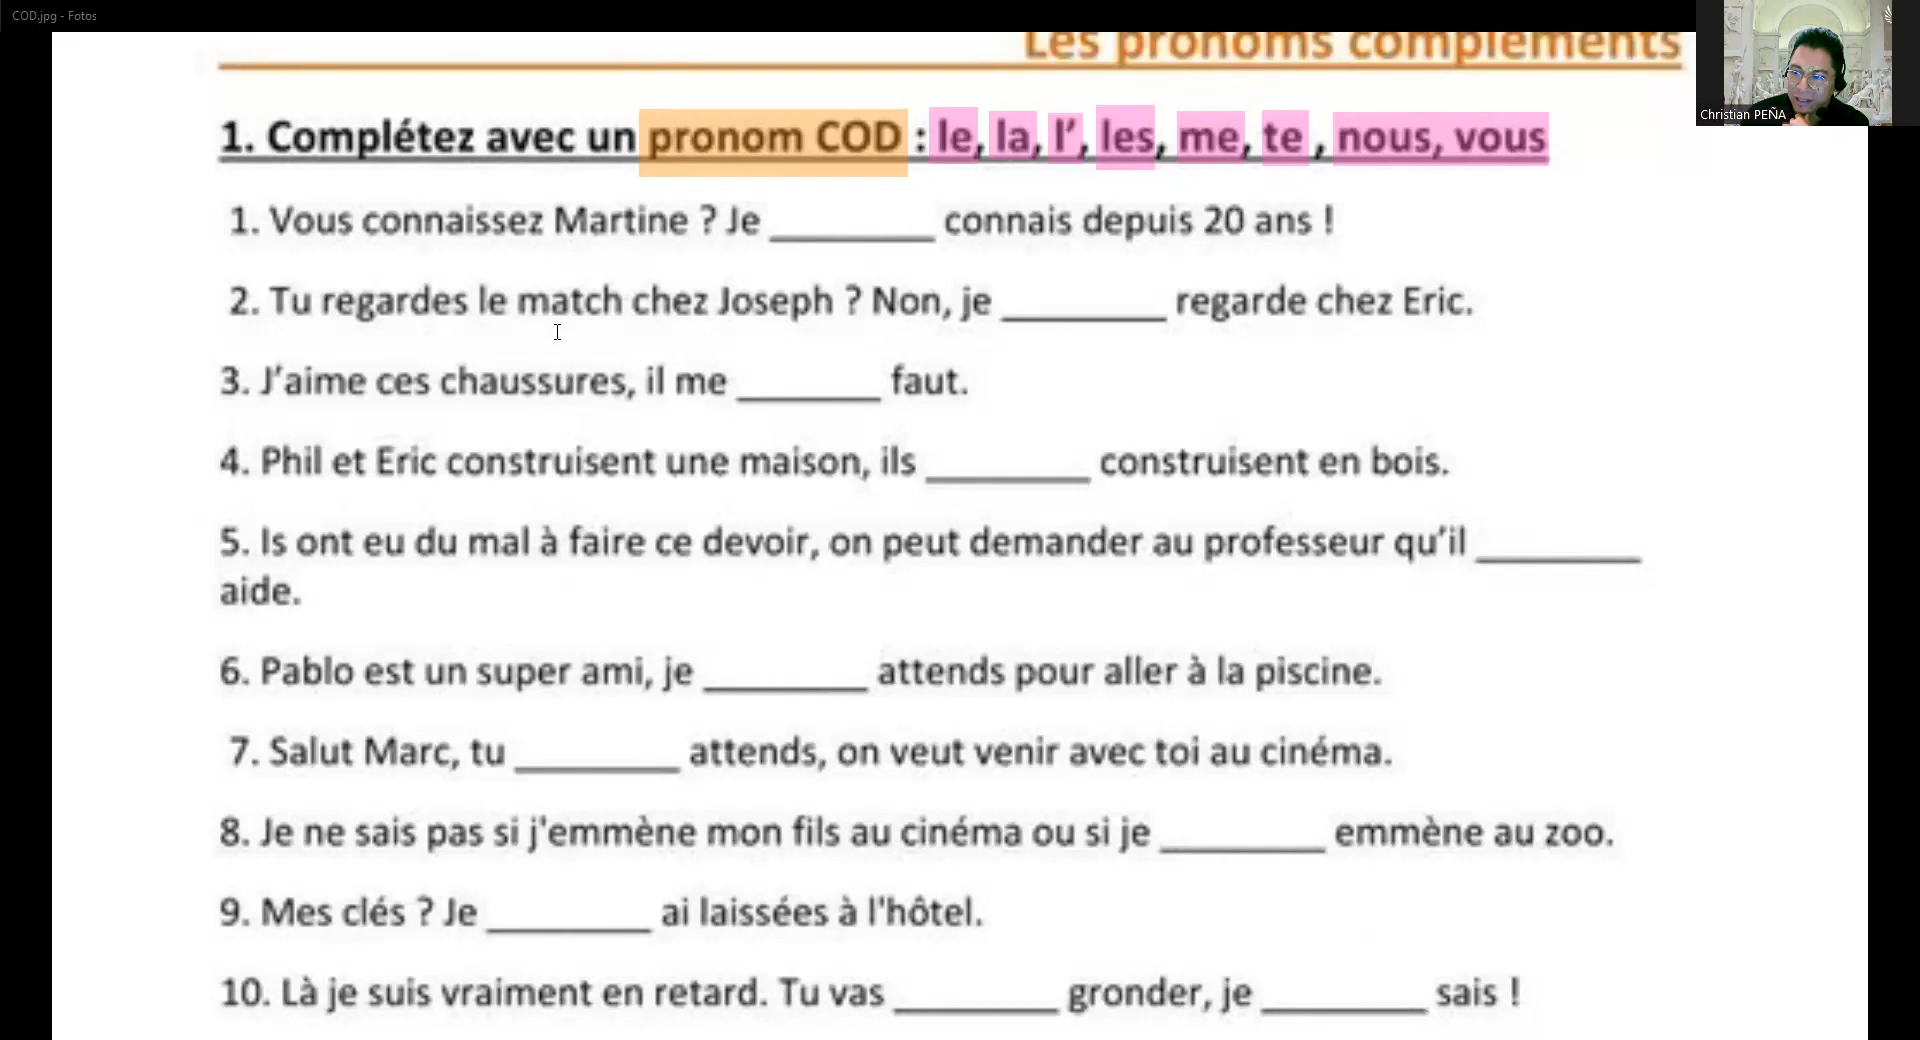 COD.jpg - Fotos
Les pronoms compléments
Christian PEÑA
1. Complétez avec un pronom COD : le, la, l’, les, me, te , nous, vous
1. Vous connaissez Martine ? Je ________ connais depuis 20 ans !
2. Tu regardes le match chez Joseph ? Non, je ________ regarde chez Eric.
3. J’aime ces chaussures, il me _______ faut.
4. Phil et Eric construisent une maison, ils ________ construisent en bois.
5. Is ont eu du mal à faire ce devoir, on peut demander au professeur qu’il ________
aide.
6. Pablo est un super ami, je ________ attends pour aller à la piscine.
7. Salut Marc, tu ________ attends, on veut venir avec toi au cinéma.
8. Je ne sais pas si j'emmène mon fils au cinéma ou si je ________ emmène au zoo.
9. Mes clés ? Je ________ ai laissées à l'hôtel.
10. Là je suis vraiment en retard. Tu vas ________ gronder, je ________ sais !